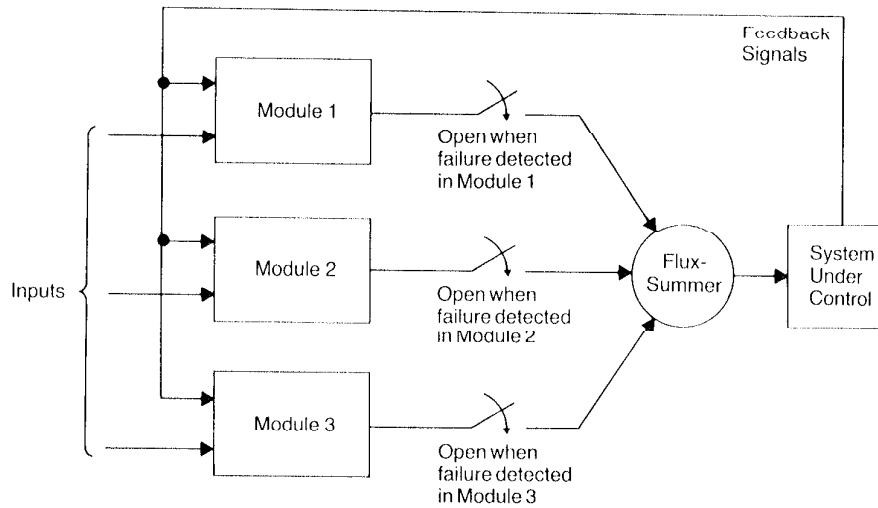 Feedback
Signals
Module 1
Open when
failure detected
in Module 1
Module 2
Open when
failure detected
in Module 2
Inputs
Flux-
Summer
System
Under
Control
Module 3
Open when
failure detected
in Module 3